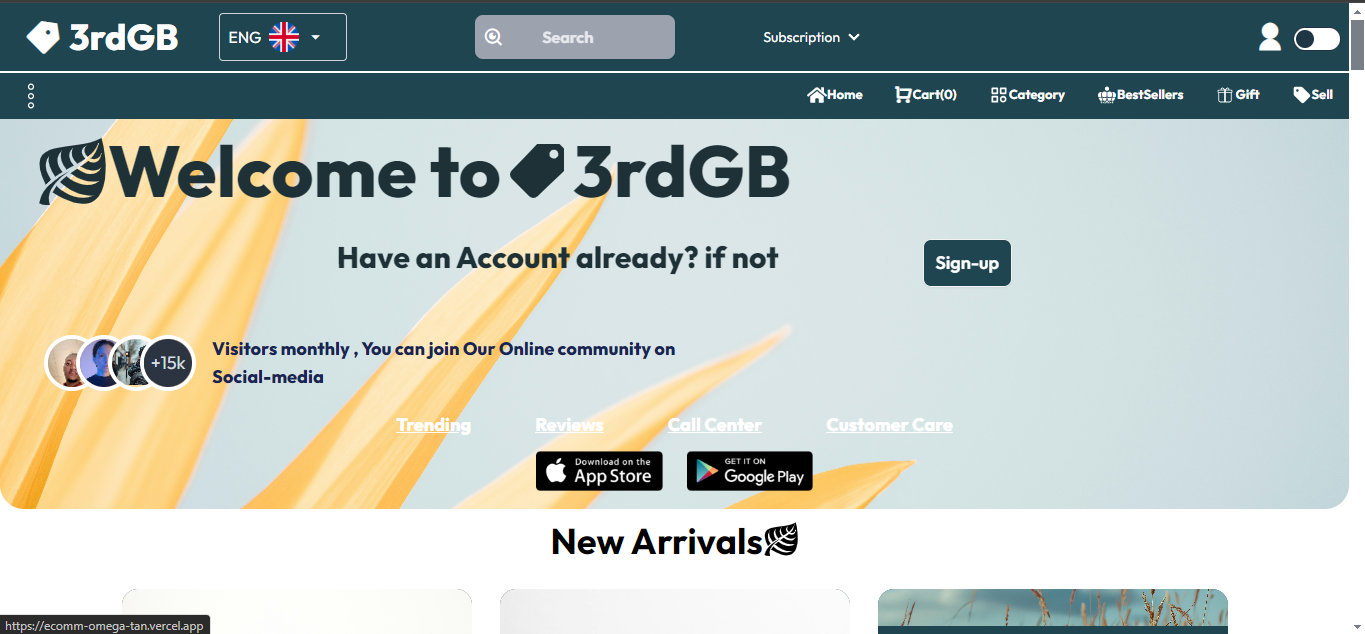 3rdGB
ENG
Search
Subscription
Home
Cart(0)
Category
BestSellers
Gift
Sell
Welcome to 3rdGB
Have an Account already? if not
Sign-up
+15k
Visitors monthly , You can join Our Online community on
Social-media
Trending
Reviews
Call Center
Customer Care
Download on the
App Store
GET IT ON
Google Play
New Arrivals
https://ecomm-omega-tan.vercel.app